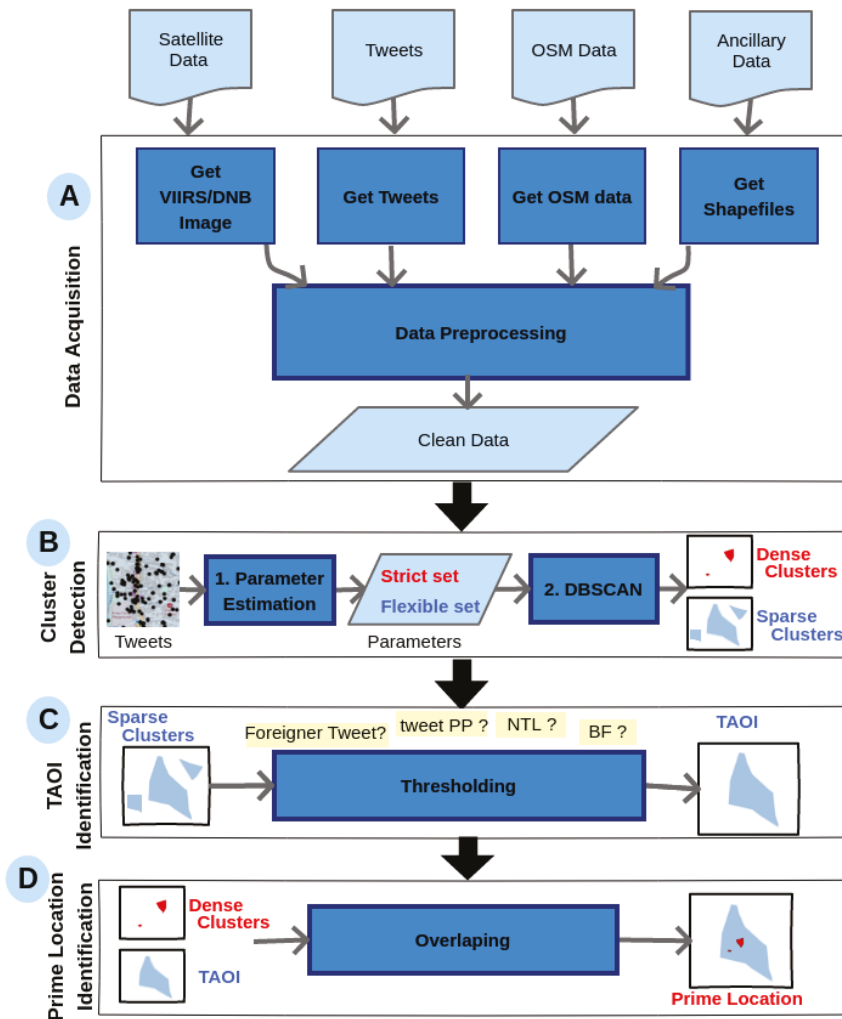 Satellite
Data
Tweets
OSM Data
Ancillary
Data
A
Data Acquisition
Get
VIIRS/DNB
Image
Get Tweets
Get OSM data
Get
Shapefiles
Data Preprocessing
Clean Data
B
Cluster
Detection
Tweets
1. Parameter
Estimation
Strict set
Flexible set
Parameters
2. DBSCAN
Dense
Clusters
Sparse
Clusters
C
TAOI
Identification
Sparse
Clusters
Foreigner Tweet?
tweet PP ?
NTL ?
BF ?
Thresholding
TAOI
D
Prime Location
Identification
Dense
Clusters
TAOI
Overlaping
Prime Location